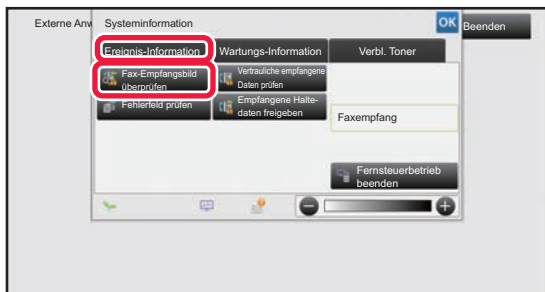 Externe Anw
Systeminformation
OK
Beenden
Ereignis-Information
Wartungs-Information
Verbl. Toner
Fax-Empfangsbild
überprüfen
Vertrauliche empfangene
Daten prüfen
Fehlerfeld prüfen
Empfangene Halte-
daten freigeben
Faxempfang
Fernsteuerbetrieb
beenden